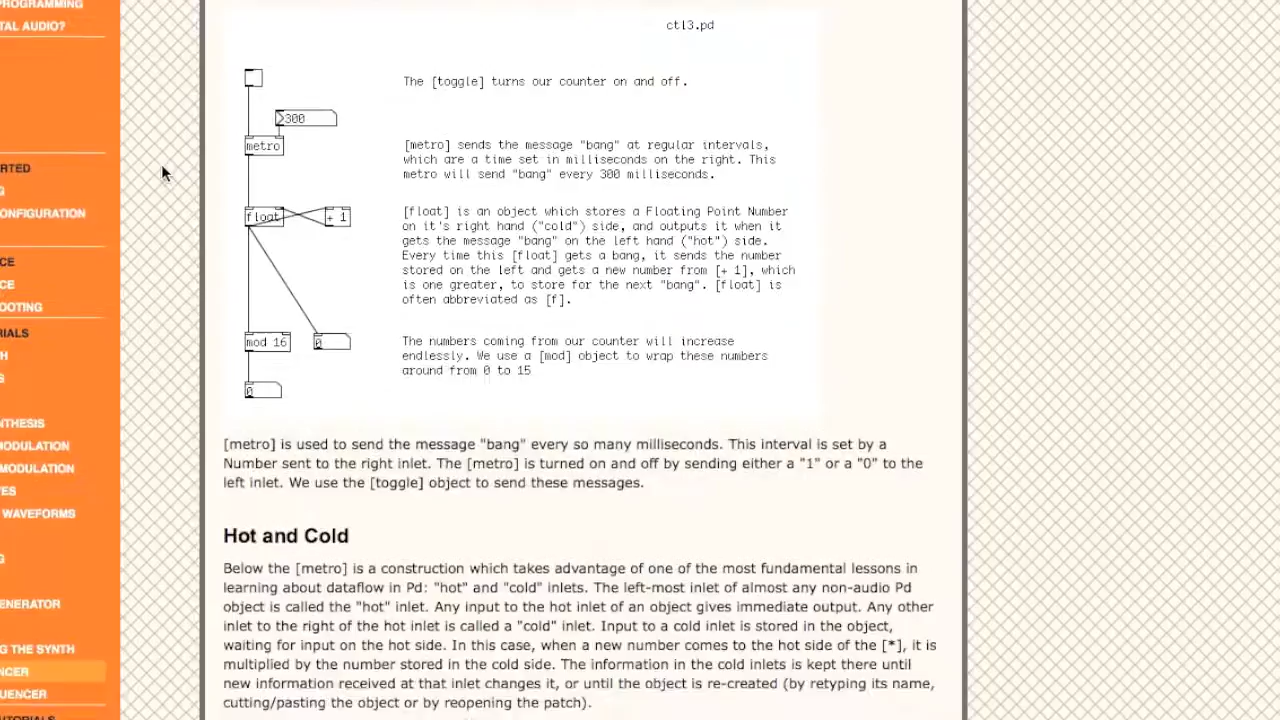 PROGRAMMING
TAL AUDIO?
RTED
G
ONFIGURATION
CE
CE
OOTING
RIALS
H
S
NTHESIS
MODULATION
MODULATION
ES
WAVEFORMS
G
ENERATOR
G THE SYNTH
NCER
UENCER
UTORIALS
ctl3.pd
The [toggle] turns our counter on and off.
300
metro
[metro] sends the message "bang" at regular intervals,
which are a time set in milliseconds on the right. This
metro will send "bang" every 300 milliseconds.
float
+ 1
[float] is an object which stores a Floating Point Number
on it's right hand ("cold") side, and outputs it when it
gets the message "bang" on the left hand ("hot") side.
Every time this [float] gets a bang, it sends the number
stored on the left and gets a new number from [+ 1], which
is one greater, to store for the next "bang". [float] is
often abbreviated as [f].
mod 16
0
The numbers coming from our counter will increase
endlessly. We use a [mod] object to wrap these numbers
around from 0 to 15
0
[metro] is used to send the message "bang" every so many milliseconds. This interval is set by a
Number sent to the right inlet. The [metro] is turned on and off by sending either a "1" or a "0" to the
left inlet. We use the [toggle] object to send these messages.
Hot and Cold
Below the [metro] is a construction which takes advantage of one of the most fundamental lessons in
learning about dataflow in Pd: "hot" and "cold" inlets. The left-most inlet of almost any non-audio Pd
object is called the "hot" inlet. Any input to the hot inlet of an object gives immediate output. Any other
inlet to the right of the hot inlet is called a "cold" inlet. Input to a cold inlet is stored in the object,
waiting for input on the hot side. In this case, when a new number comes to the hot side of the [*], it is
multiplied by the number stored in the cold side. The information in the cold inlets is kept there until
new information received at that inlet changes it, or until the object is re-created (by retyping its name,
cutting/pasting the object or by reopening the patch).